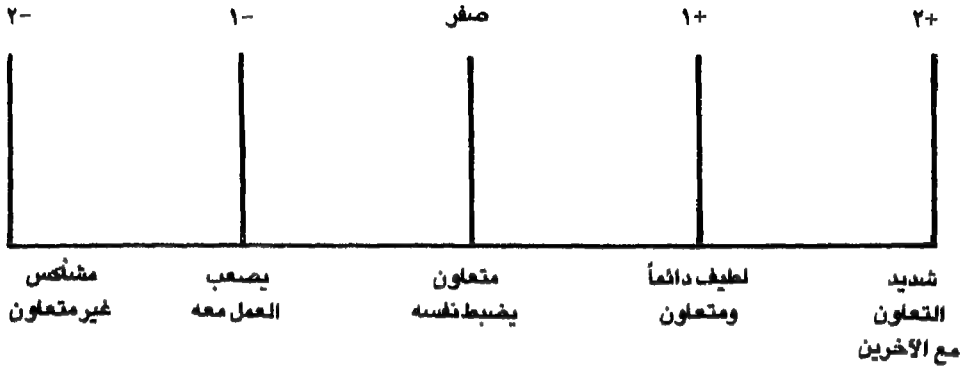 +٢ +١ صفر -١ -٢
شديد لطيف دائماً متعاون يصعب مشاكس
التعاون ومتعاون يضبط نفسه العمل معه غير متعاون
مع الآخرين